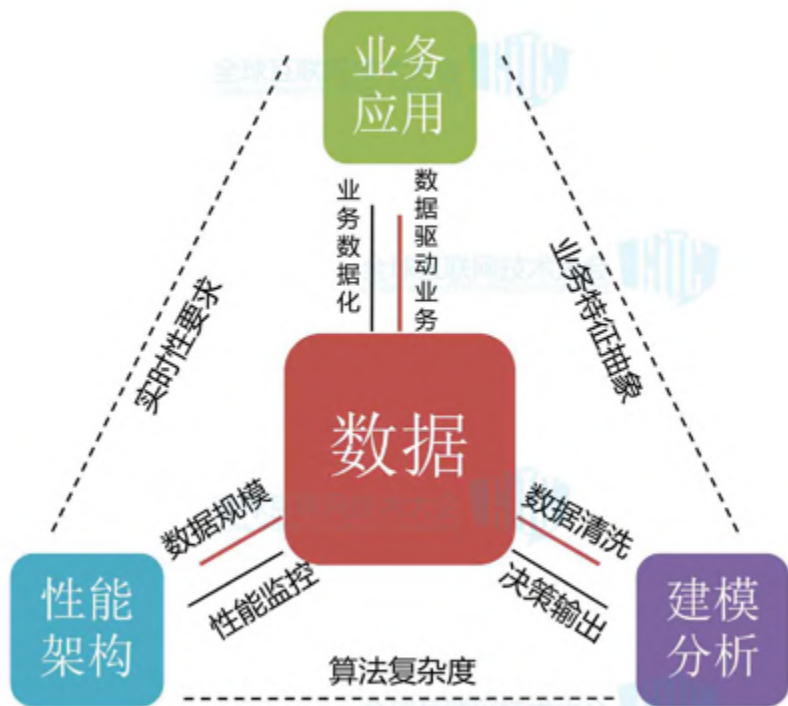 业务
应用
业务数据化
数据驱动业务
实时性要求
业务特征抽象
数据
数据规模
性能监控
数据清洗
决策输出
性能
架构
建模
分析
算法复杂度